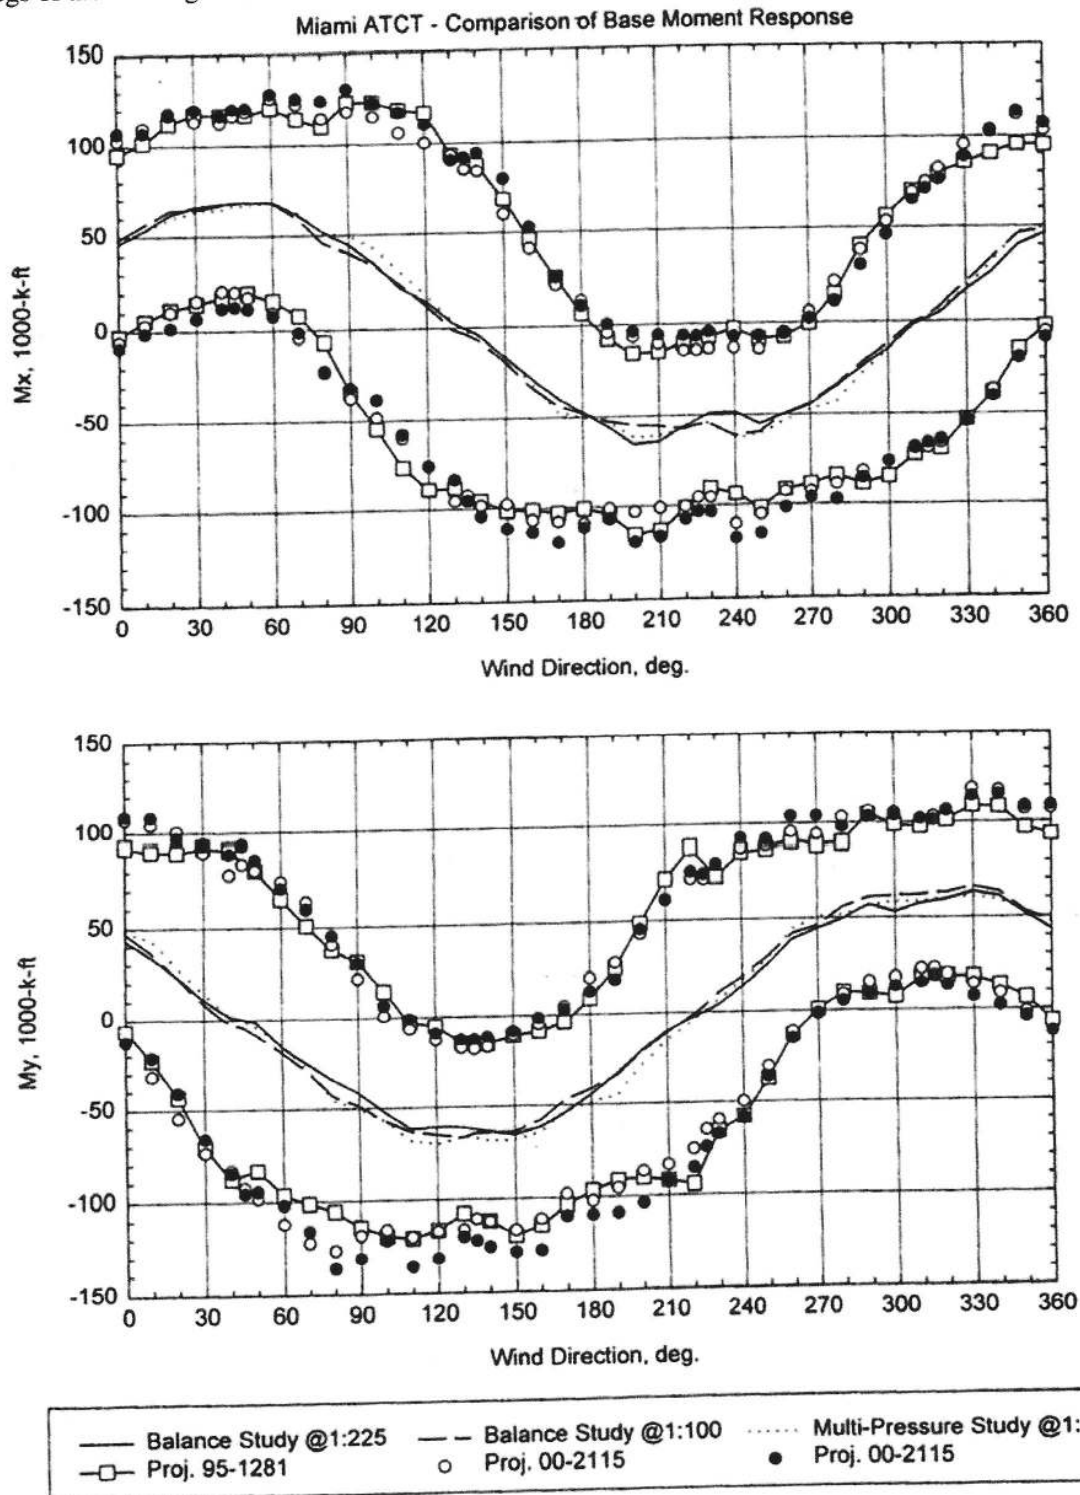 Miami ATCT - Comparison of Base Moment Response
150
100
50
0
-50
-100
-150
Mx, 1000-k-ft
0 30 60 90 120 150 180 210 240 270 300 330 360
Wind Direction, deg.
150
100
50
0
-50
-100
-150
My, 1000-k-ft
0 30 60 90 120 150 180 210 240 270 300 330 360
Wind Direction, deg.
Balance Study @1:225 Balance Study @1:100 Multi-Pressure Study @1:
Proj. 95-1281 Proj. 00-2115 Proj. 00-2115